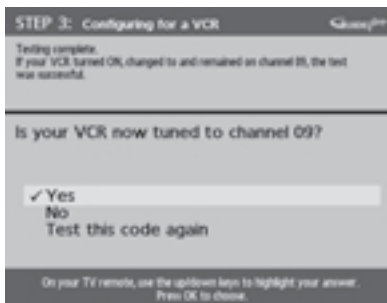 STEP 3: Configuring for a VCR
Testing complete.
If your VCR turned ON, changed to and remained on channel 09, the test
was successful.
Is your VCR now tuned to channel 09?
✓ Yes
No
Test this code again
On your TV remote, use the up/down keys to highlight your answer.
Press OK to choose.